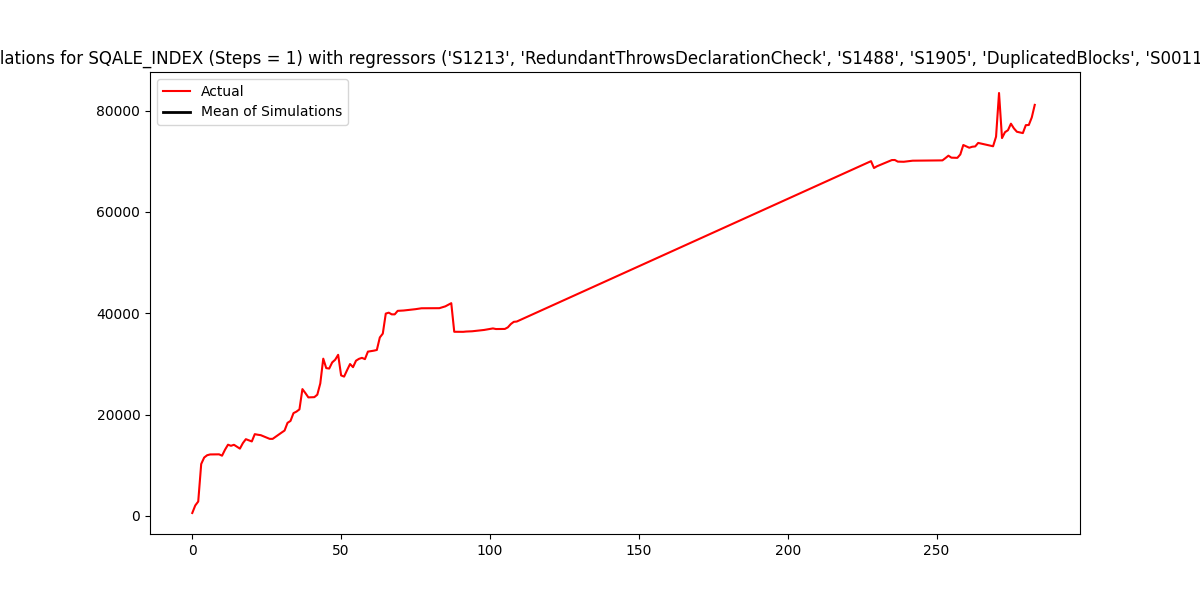 lations for SQALE_INDEX (Steps = 1) with regressors ('S1213', 'RedundantThrowsDeclarationCheck', 'S1488', 'S1905', 'DuplicatedBlocks', 'S0011
Actual
Mean of Simulations
80000
60000
40000
20000
0
0 50 100 150 200 250